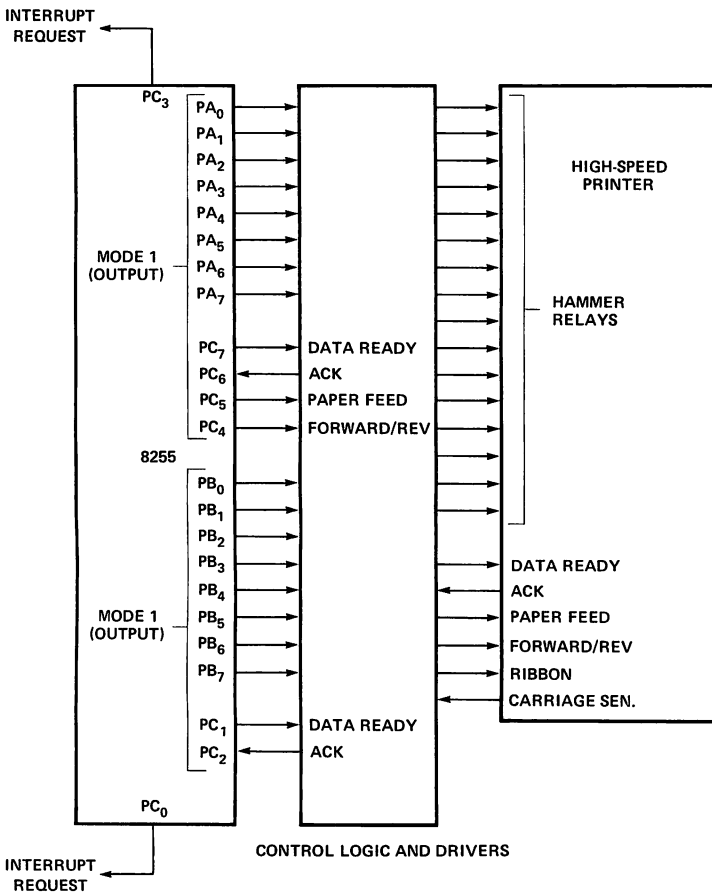 INTERRUPT
REQUEST
PC3
PA0
PA1
PA2
PA3
PA4
PA5
PA6
PA7
MODE 1
(OUTPUT)
PC7
PC6
PC5
PC4
DATA READY
ACK
PAPER FEED
FORWARD/REV
8255
PB0
PB1
PB2
PB3
PB4
PB5
PB6
PB7
MODE 1
(OUTPUT)
PC1
PC2
DATA READY
ACK
PC0
INTERRUPT
REQUEST
CONTROL LOGIC AND DRIVERS
HIGH-SPEED
PRINTER
HAMMER
RELAYS
DATA READY
ACK
PAPER FEED
FORWARD/REV
RIBBON
CARRIAGE SEN.